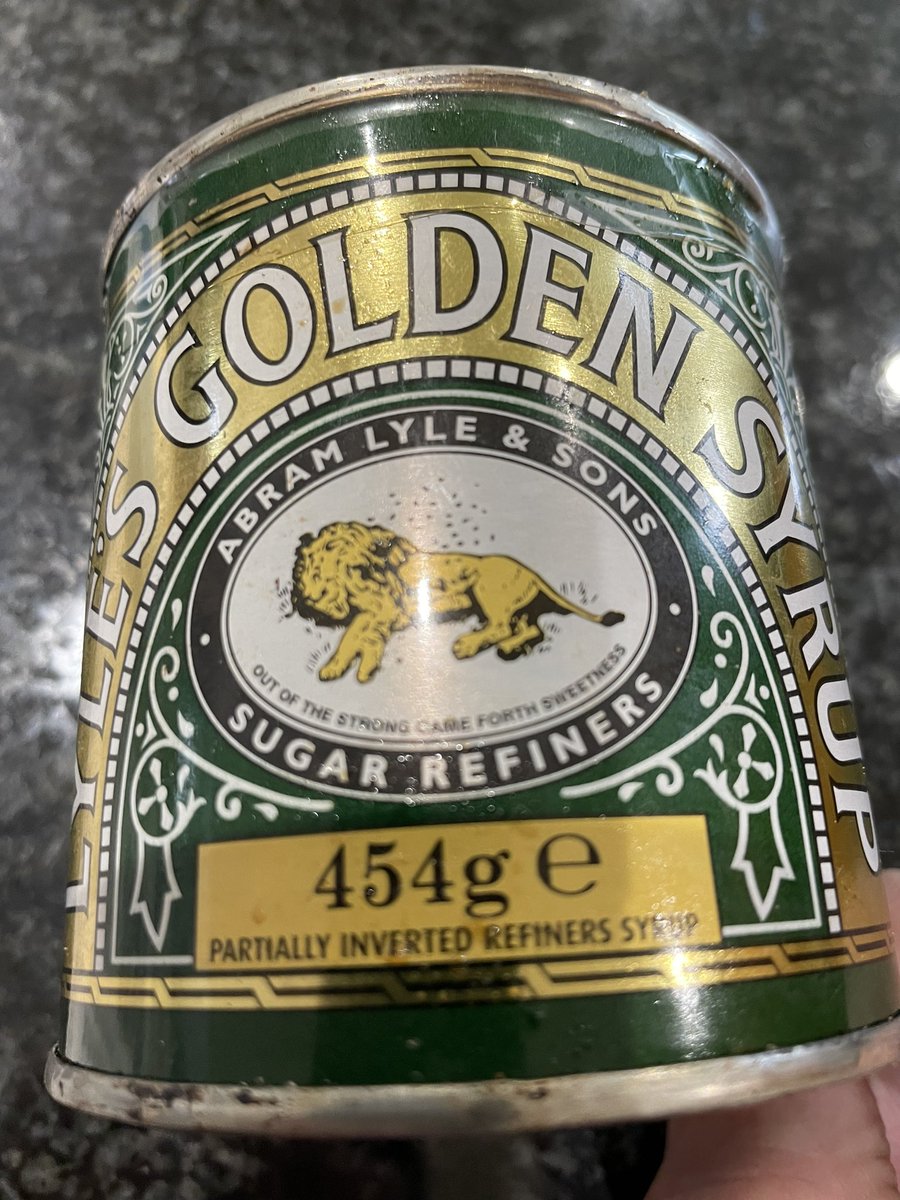 LYLE'S GOLDEN SYRUP
ABRAM LYLE & SONS
OUT OF THE STRONG CAME FORTH SWEETNESS
SUGAR REFINERS
454g ℮
PARTIALLY INVERTED REFINERS SYRUP